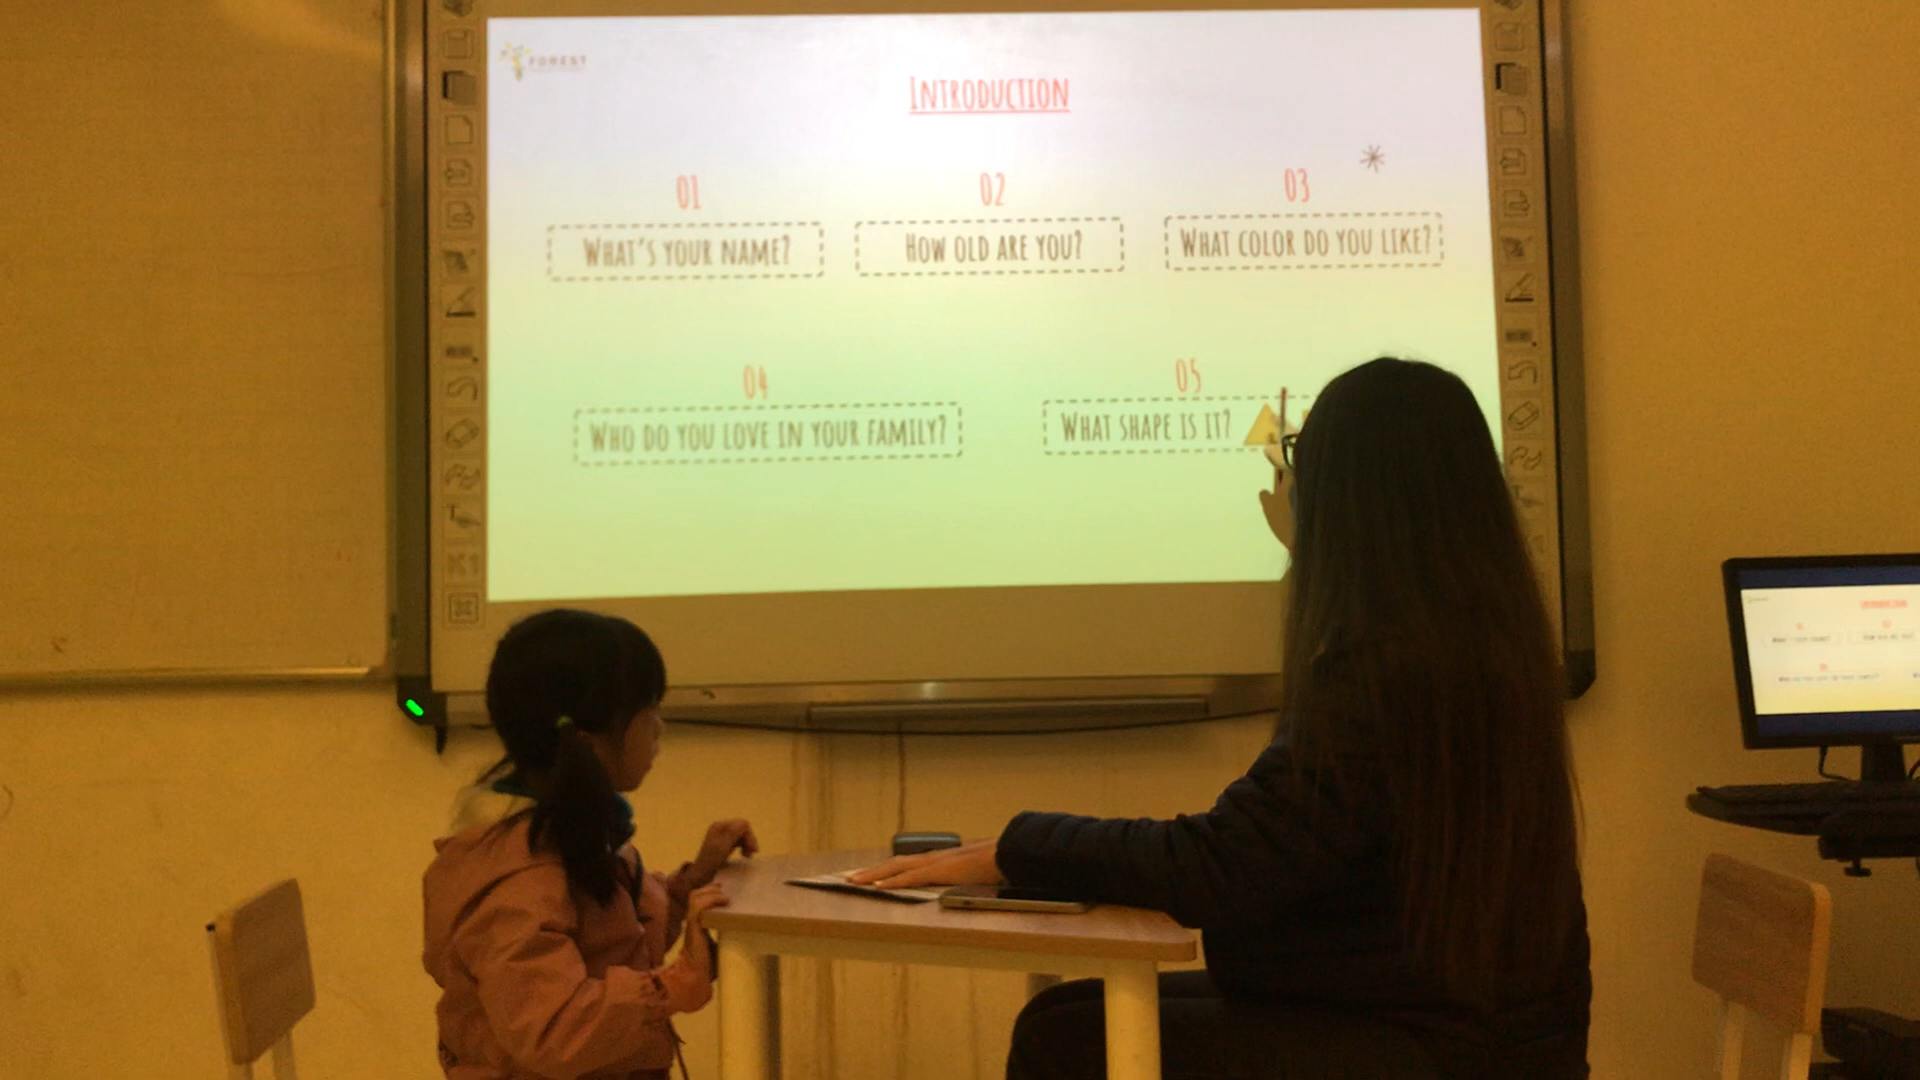 FOREST
INTRODUCTION
01
02
03
WHAT'S YOUR NAME?
HOW OLD ARE YOU?
WHAT COLOR DO YOU LIKE?
04
05
WHO DO YOU LOVE IN YOUR FAMILY?
WHAT SHAPE IS IT?
INTRODUCTION